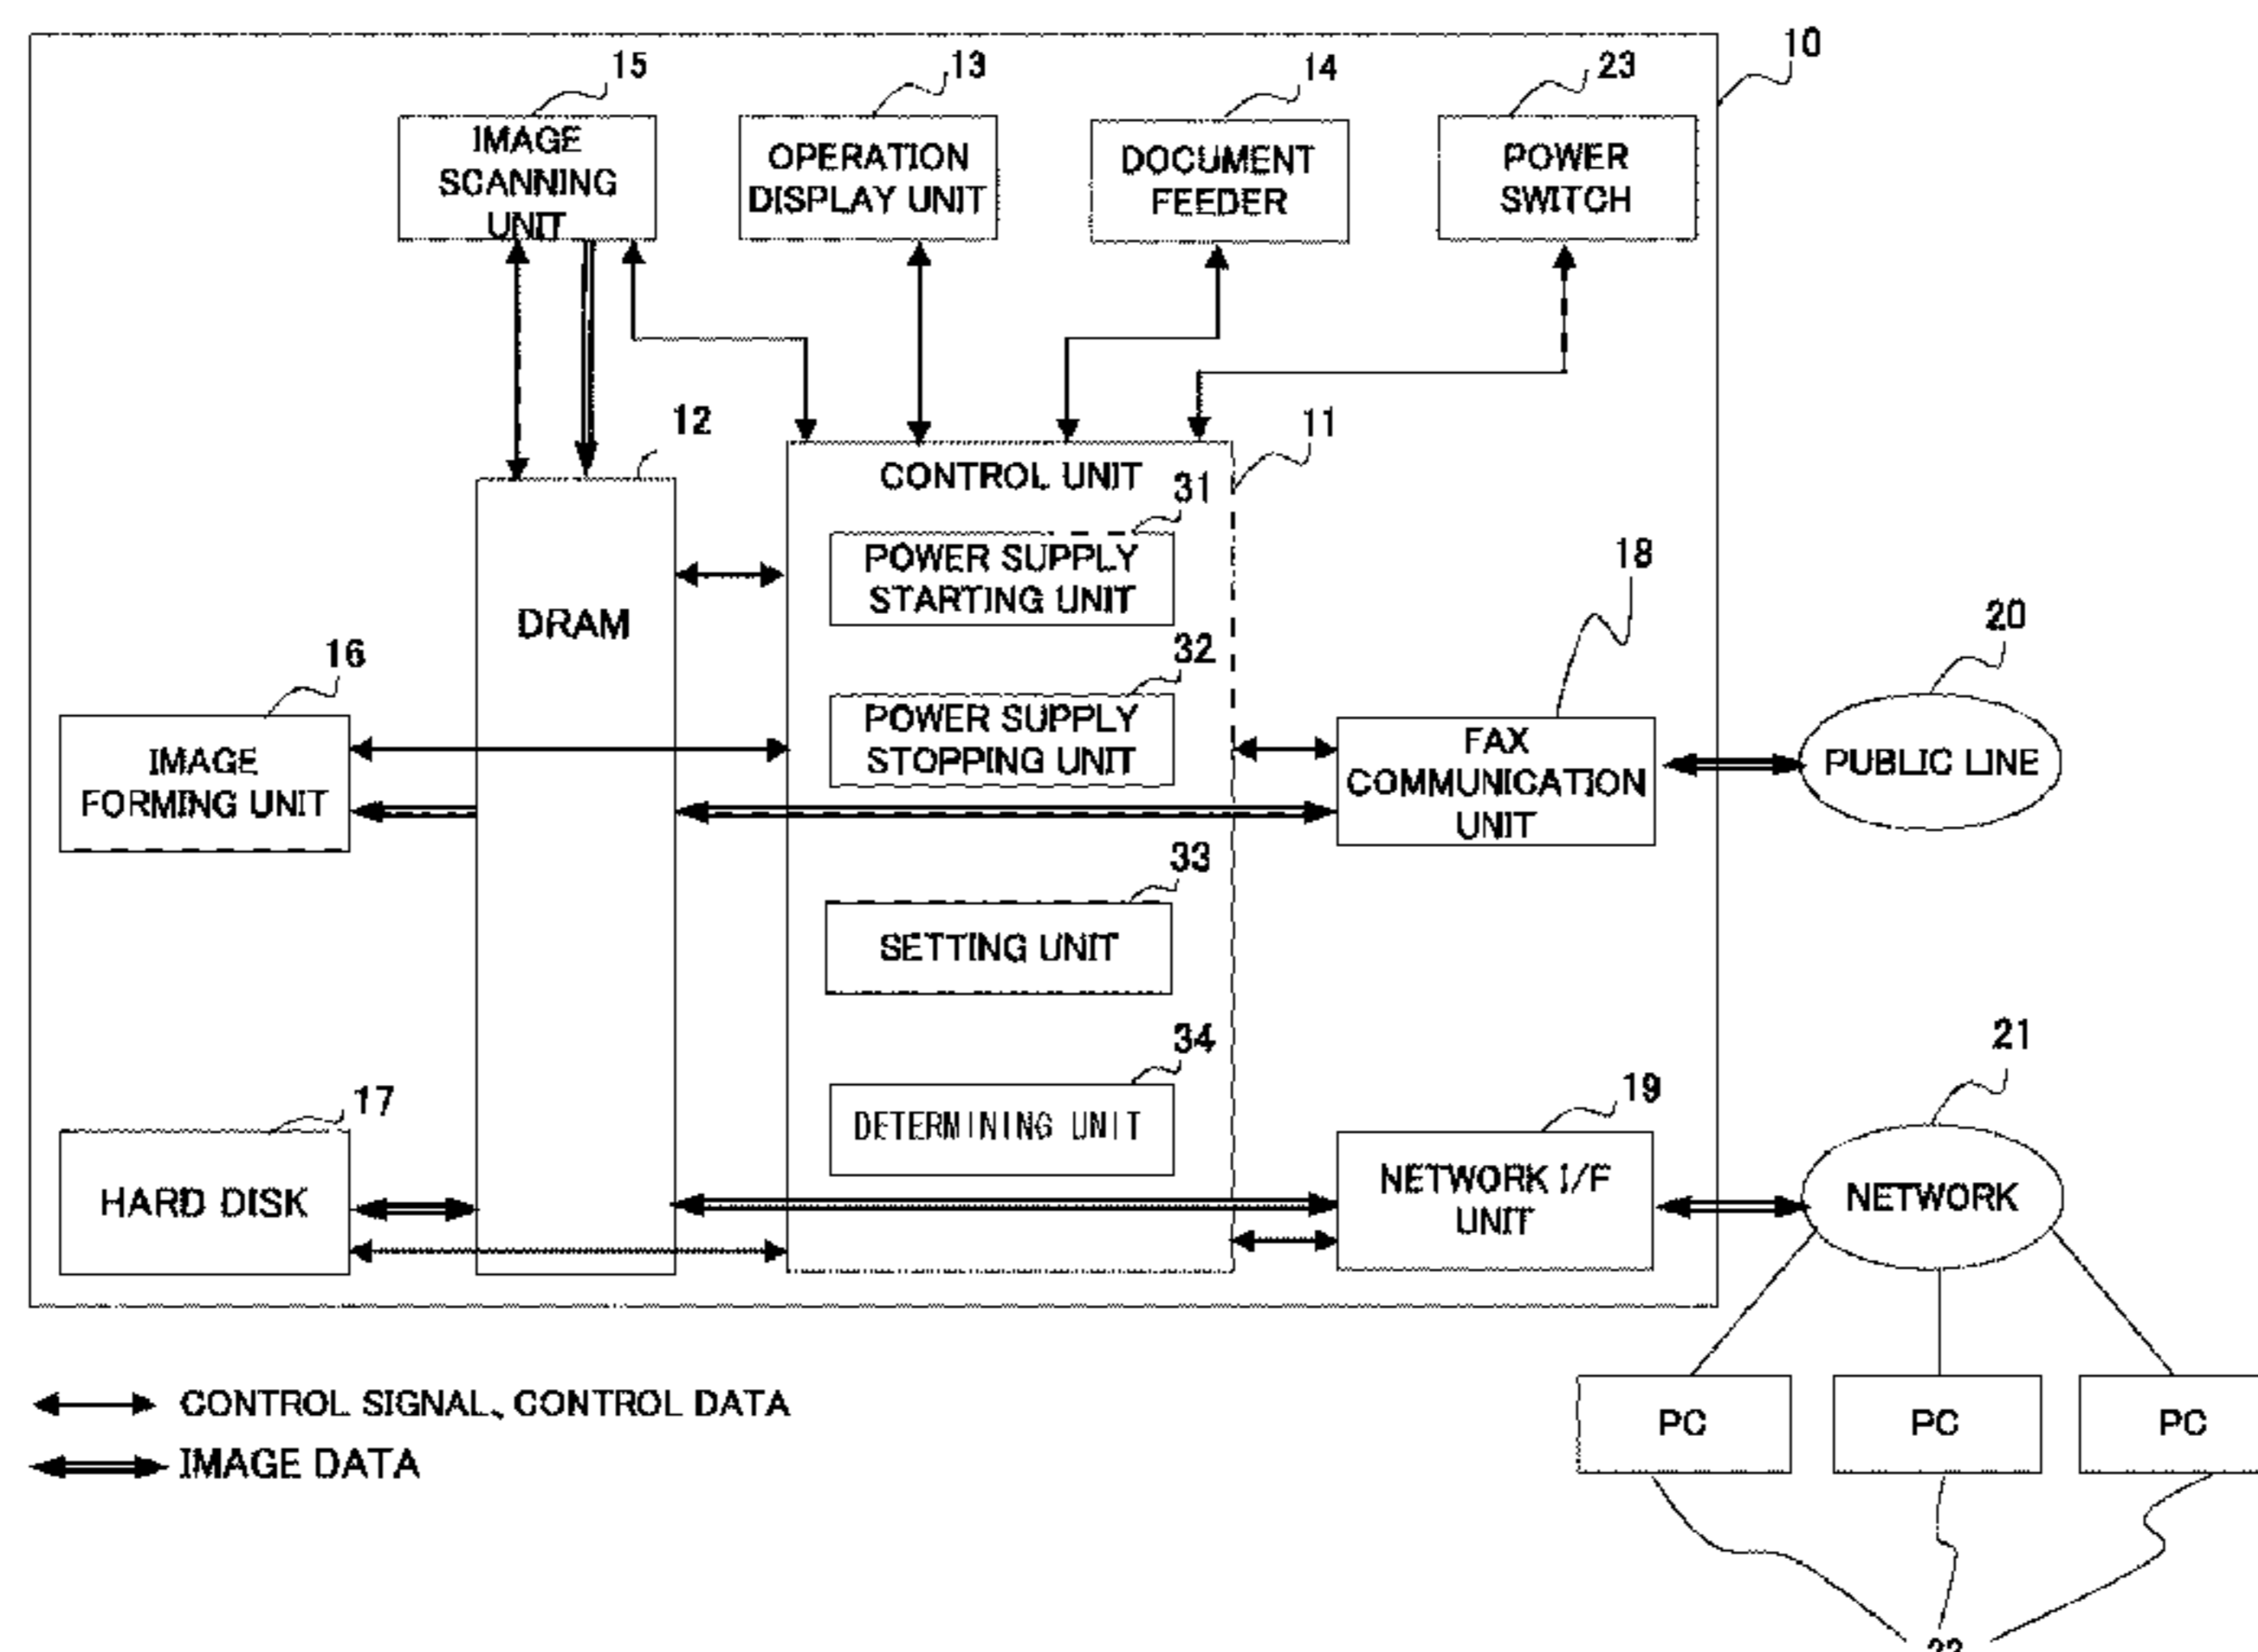 10
15
13
14
23
IMAGE
SCANNING
UNIT
OPERATION
DISPLAY UNIT
DOCUMENT
FEEDER
POWER
SWITCH
12
11
CONTROL UNIT
31
POWER SUPPLY
STARTING UNIT
DRAM
18
20
16
32
IMAGE
FORMING UNIT
POWER SUPPLY
STOPPING UNIT
FAX
COMMUNICATION
UNIT
PUBLIC LINE
33
SETTING UNIT
34
21
17
19
DETERMINING UNIT
HARD DISK
NETWORK I/F
UNIT
NETWORK
CONTROL SIGNAL、CONTROL DATA
IMAGE DATA
PC
PC
PC